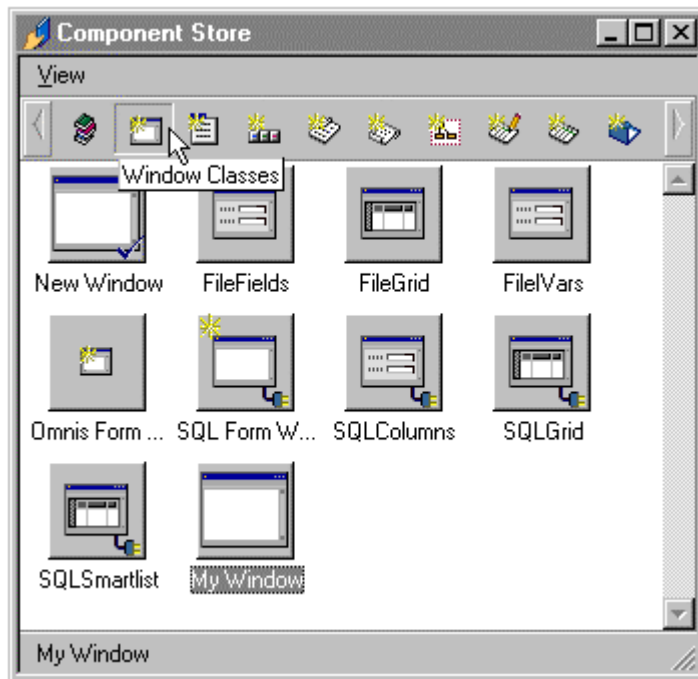 Component Store
View
Window Classes
New Window
FileFields
FileGrid
FileIVars
Omnis Form ...
SQL Form W...
SQLColumns
SQLGrid
SQLSmartlist
My Window
My Window